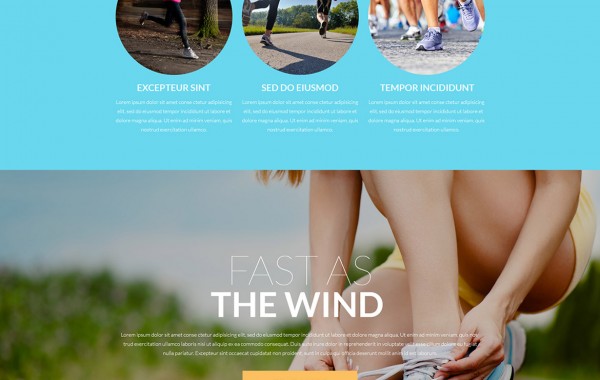 EXCEPTEUR SINT
SED DO EIUSMOD
TEMPOR INCIDIDUNT
Lorem ipsum dolor sit amet conse ctetur adipisicing
elit, sed do eiusmod tempor incididunt ut labore et
dolore magna aliqua. Ut enim ad minim veniam quis
nostrud exercitation ullamco.
Lorem ipsum dolor sit amet conse ctetur adipisicing
elit, sed do eiusmod tempor incididunt ut labore et
dolore magna aliqua. Ut enim ad minim veniam quis
nostrud exercitation ullamco.
Lorem ipsum dolor sit amet conse ctetur adipisicing
elit, sed do eiusmod tempor incididunt ut labore et
dolore magna aliqua. Ut enim ad minim veniam quis
nostrud exercitation ullamco.
FAST AS
THE WIND
Lorem ipsum dolor sit amet conse ctetur adipisicing elit, sed do eiusmod tempor incididunt ut labore et dolore magna aliqua. Ut enim ad minim veniam, quis
nostrud exercitation ullamco laboris nisi ut aliquip ex ea commodo consequat. Duis aute irure dolor in reprehenderit in voluptate velit esse cillum dolore eu fugiat
nulla pariatur. Excepteur sint occaecat cupidatat non proident, sunt in culpa qui officia deserunt mollit anim id est laborum.